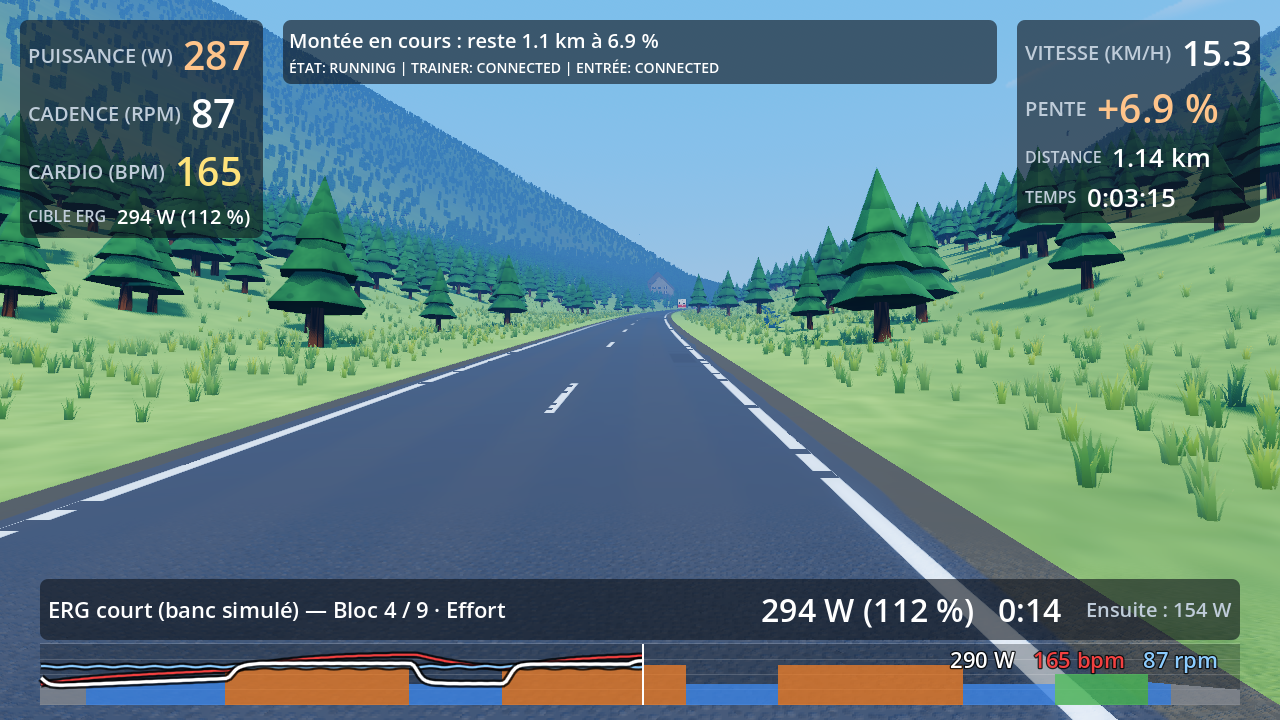 PUISSANCE (W) 287
CADENCE (RPM) 87
CARDIO (BPM) 165
CIBLE ERG 294 W (112 %)
Montée en cours : reste 1.1 km à 6.9 %
ÉTAT: RUNNING | TRAINER: CONNECTED | ENTRÉE: CONNECTED
VITESSE (KM/H) 15.3
PENTE +6.9 %
DISTANCE 1.14 km
TEMPS 0:03:15
ERG court (banc simulé) — Bloc 4 / 9 · Effort 294 W (112 %) 0:14 Ensuite : 154 W
290 W 165 bpm 87 rpm